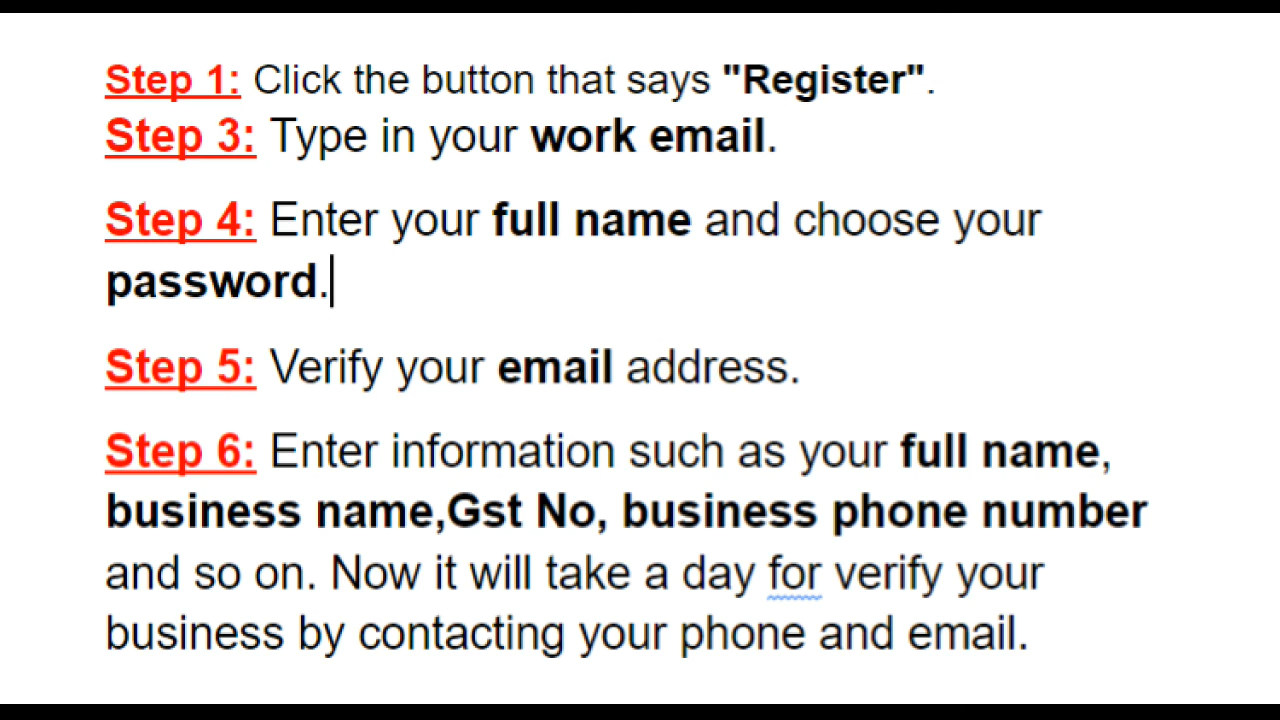 Step 1: Click the button that says "Register".
Step 3: Type in your work email.
Step 4: Enter your full name and choose your
password.
Step 5: Verify your email address.
Step 6: Enter information such as your full name,
business name,Gst No, business phone number
and so on. Now it will take a day for verify your
business by contacting your phone and email.